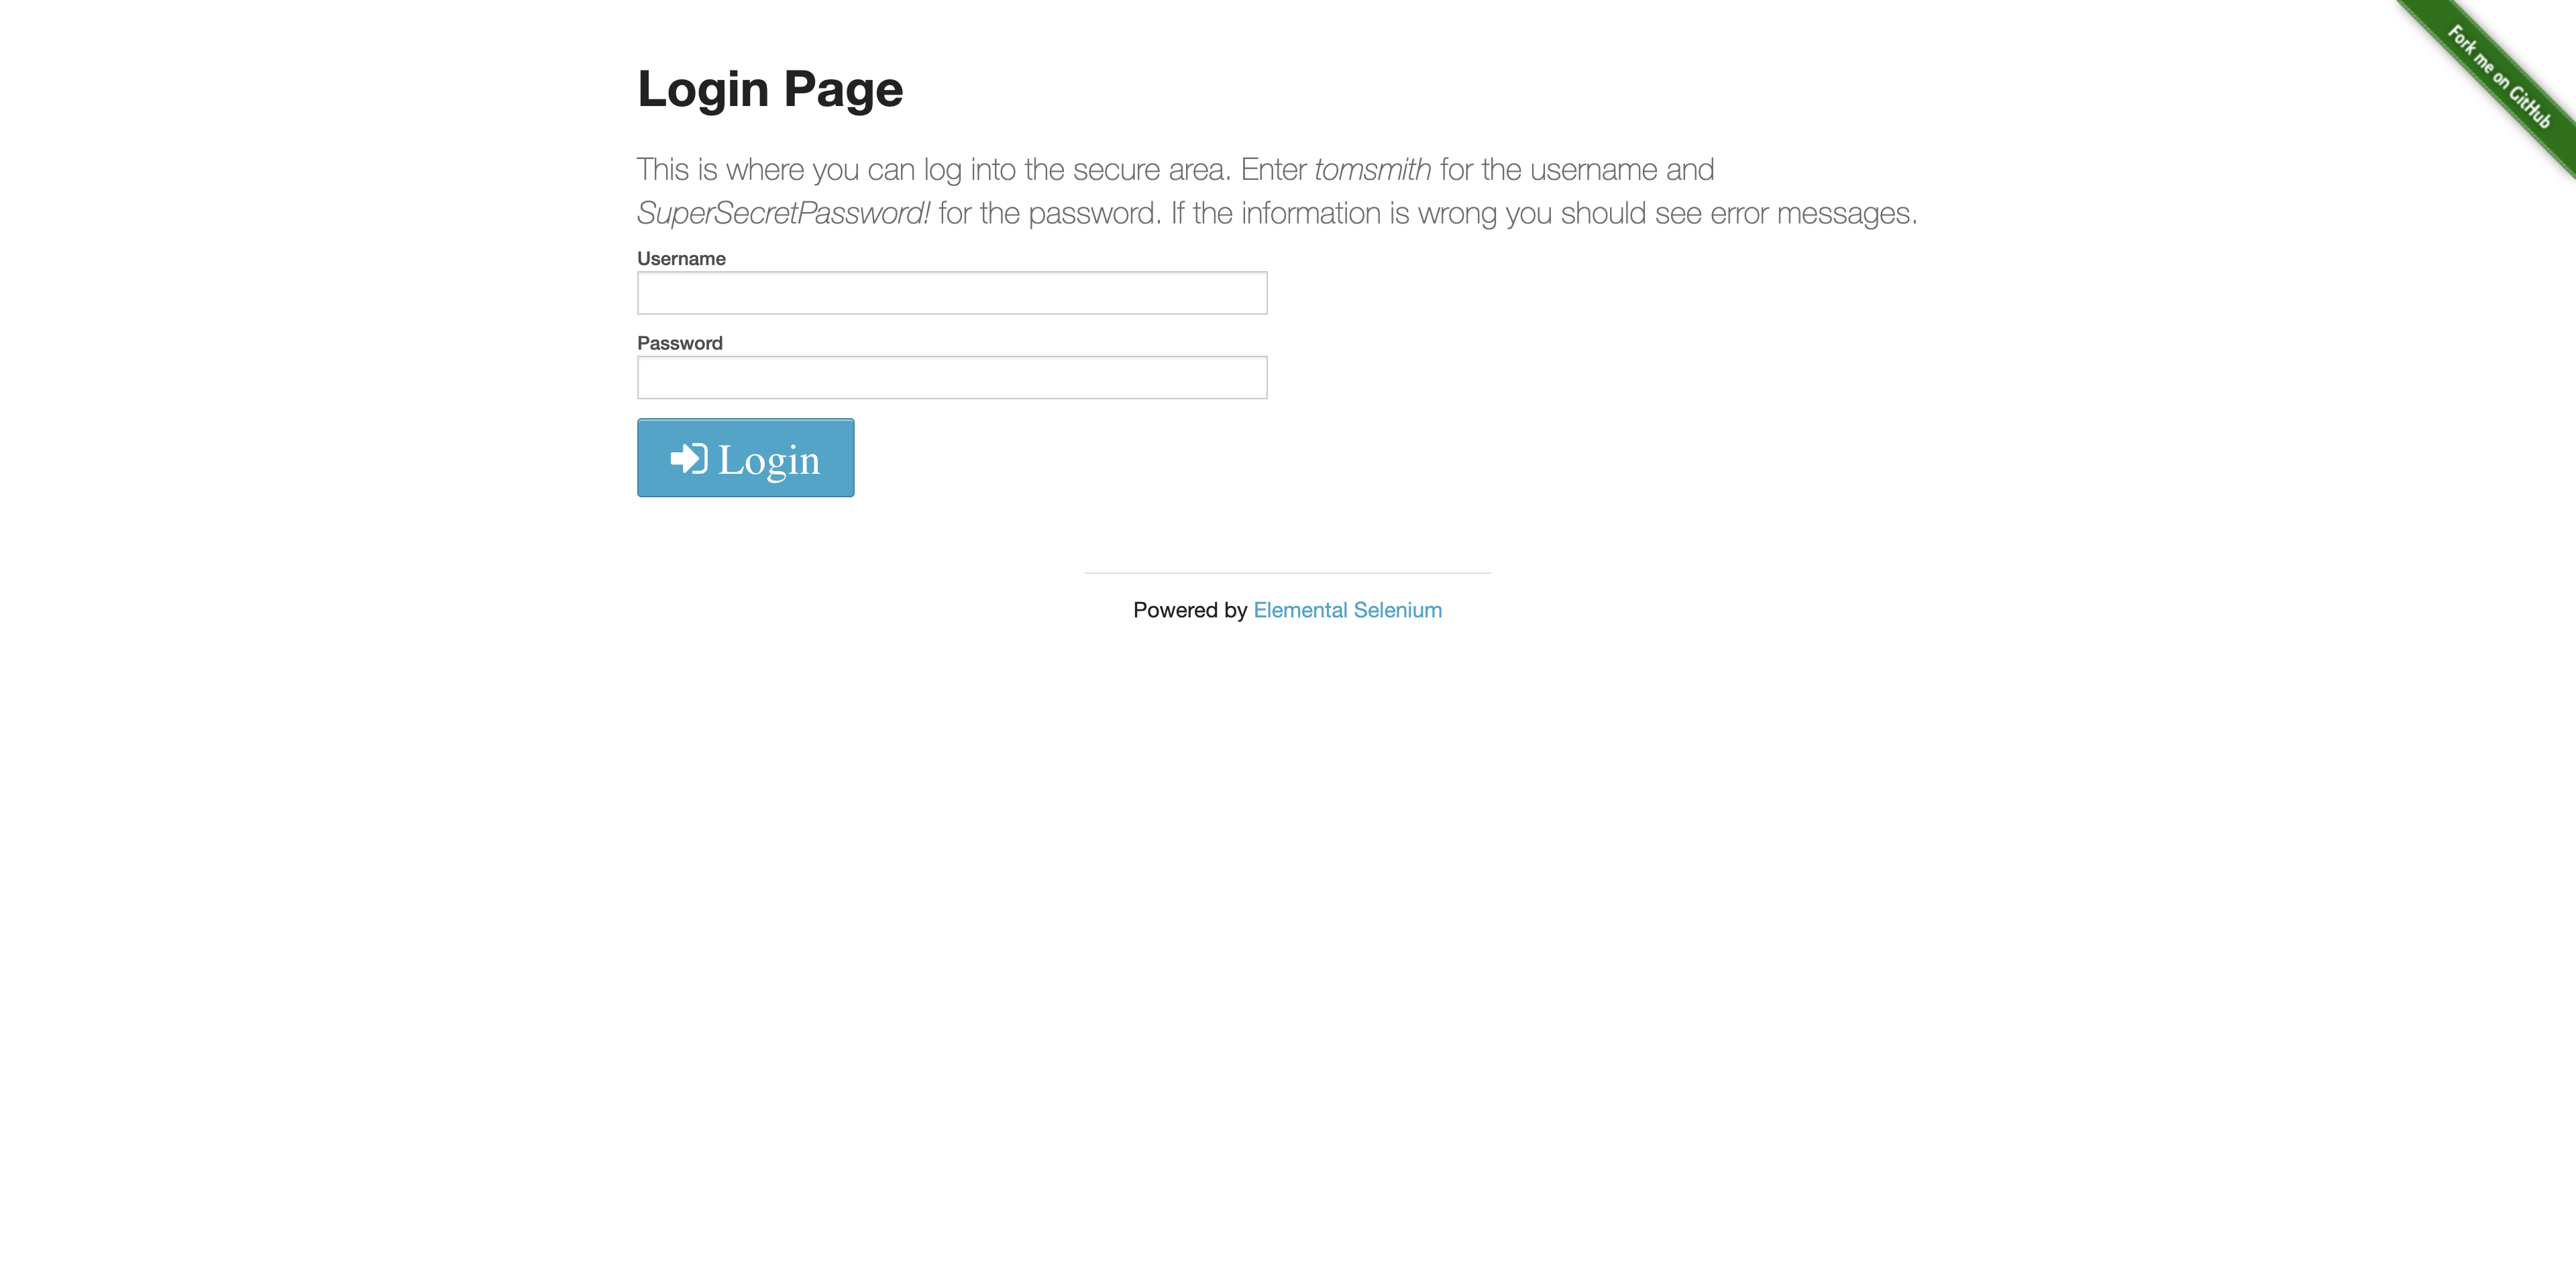 Fork me on GitHub
Login Page
This is where you can log into the secure area. Enter tomsmith for the username and
SuperSecretPassword! for the password. If the information is wrong you should see error messages.
Username
Password
Login
Powered by Elemental Selenium